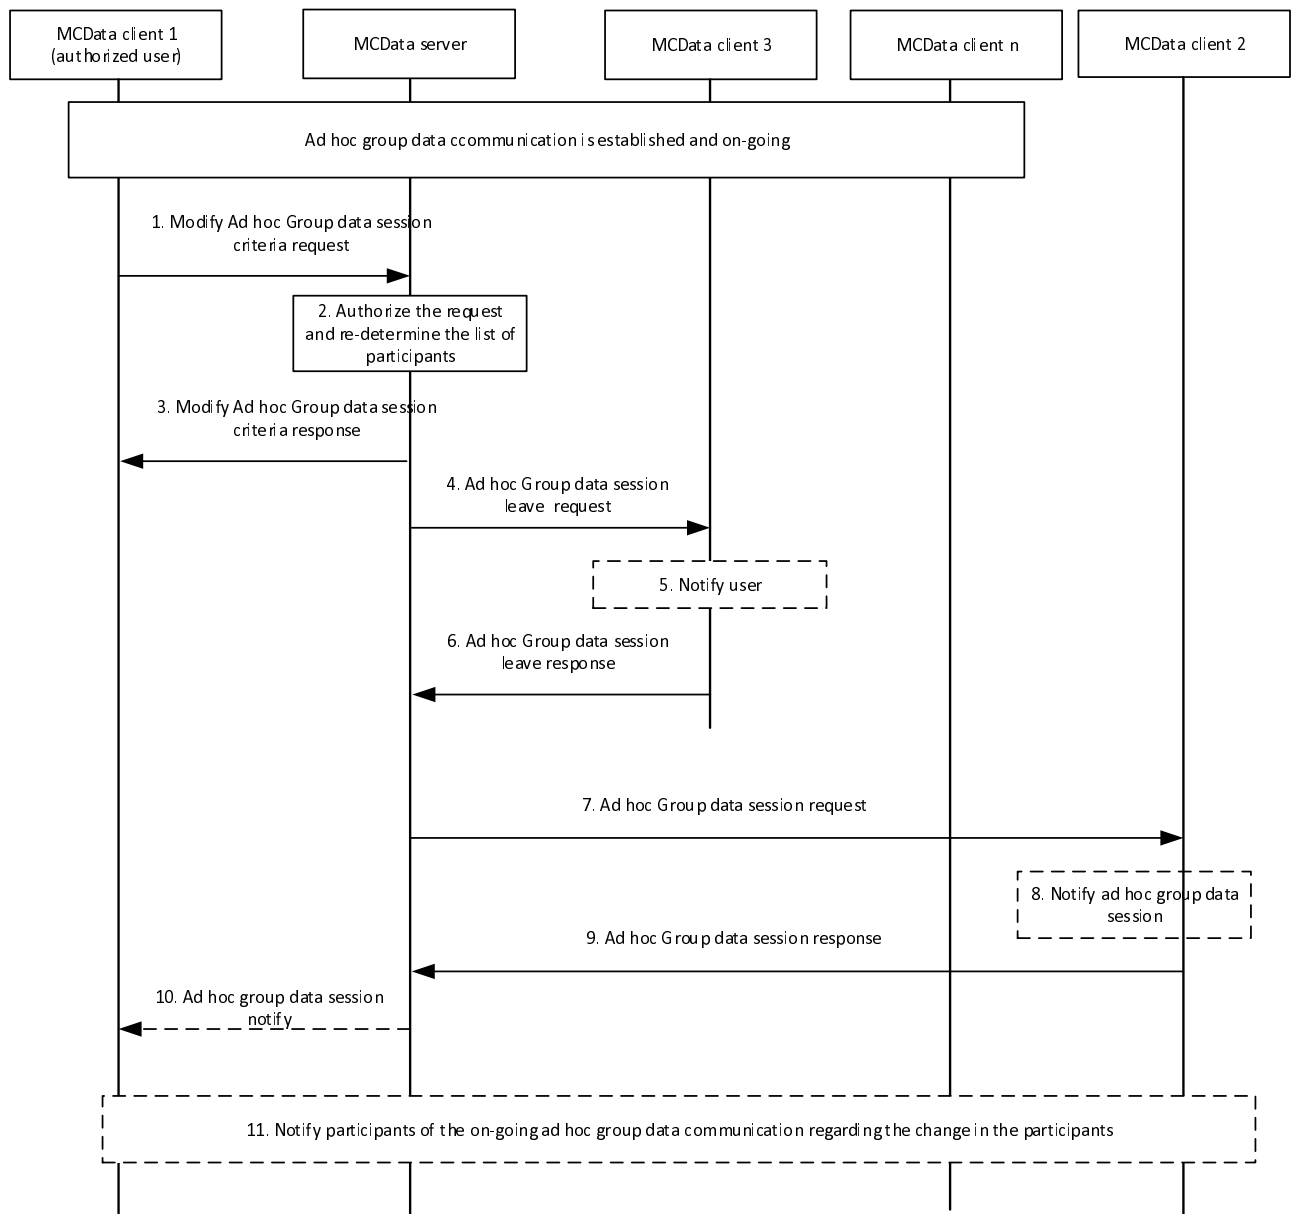 MCData client 1
(authorized user)
MCData server
MCData client 3
MCData client n
MCData client 2
Ad hoc group data ccommunication is established and on-going
1. Modify Ad hoc Group data session
criteria request
2. Authorize the request
and re-determine the list of
participants
3. Modify Ad hoc Group data session
criteria response
4. Ad hoc Group data session
leave request
5. Notify user
6. Ad hoc Group data session
leave response
7. Ad hoc Group data session request
8. Notify ad hoc group data
session
9. Ad hoc Group data session response
10. Ad hoc group data session
notify
11. Notify participants of the on-going ad hoc group data communication regarding the change in the participants